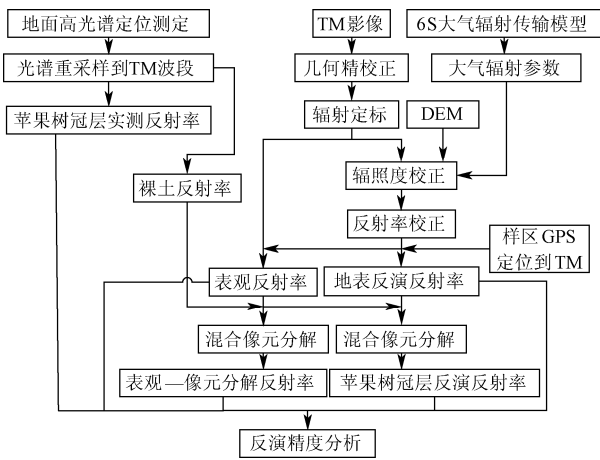 地面高光谱定位测定
TM影像
6S大气辐射传输模型
光谱重采样到TM波段
几何精校正
大气辐射参数
苹果树冠层实测反射率
辐射定标
DEM
裸土反射率
辐照度校正
反射率校正
样区GPS
定位到TM
表观反射率
地表反演反射率
混合像元分解
混合像元分解
表观—像元分解反射率
苹果树冠层反演反射率
反演精度分析